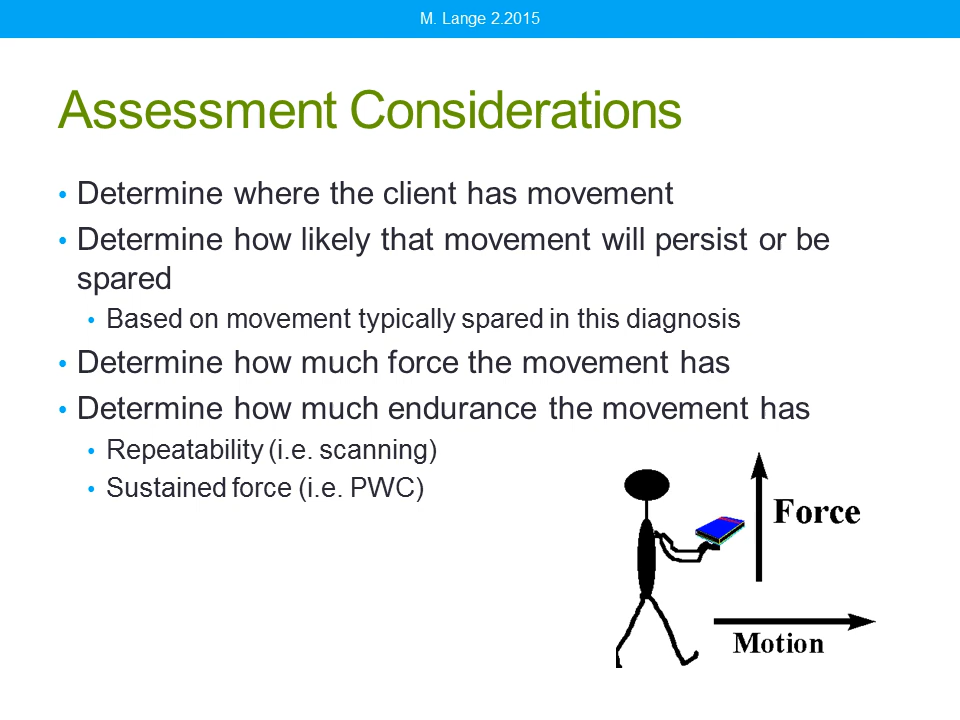 M. Lange 2.2015
Assessment Considerations
• Determine where the client has movement
• Determine how likely that movement will persist or be
spared
• Based on movement typically spared in this diagnosis
• Determine how much force the movement has
• Determine how much endurance the movement has
• Repeatability (i.e. scanning)
• Sustained force (i.e. PWC)
Force
Motion